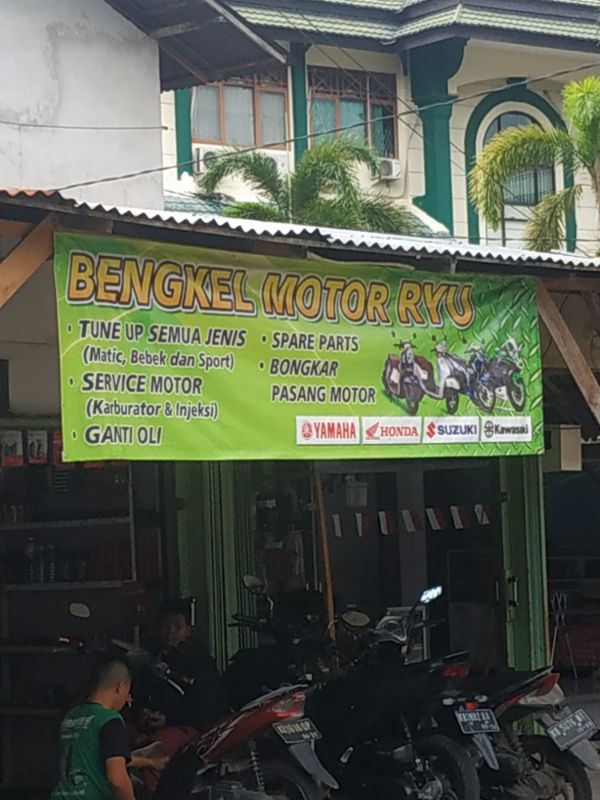 BENGKEL MOTOR RYU
• TUNE UP SEMUA JENIS
(Matic, Bebek dan Sport)
• SERVICE MOTOR
(Karburator & Injeksi)
• GANTI OLI
• SPARE PARTS
• BONGKAR
PASANG MOTOR
YAMAHA
HONDA
SUZUKI
Kawasaki